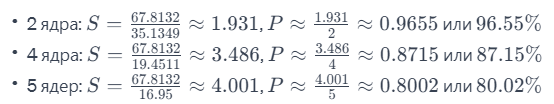 • 2 ядра: S = 67.8132/35.1349 ≈ 1.931, P ≈ 1.931/2 ≈ 0.9655 или 96.55%
• 4 ядра: S = 67.8132/19.4511 ≈ 3.486, P ≈ 3.486/4 ≈ 0.8715 или 87.15%
• 5 ядер: S = 67.8132/16.95 ≈ 4.001, P ≈ 4.001/5 ≈ 0.8002 или 80.02%